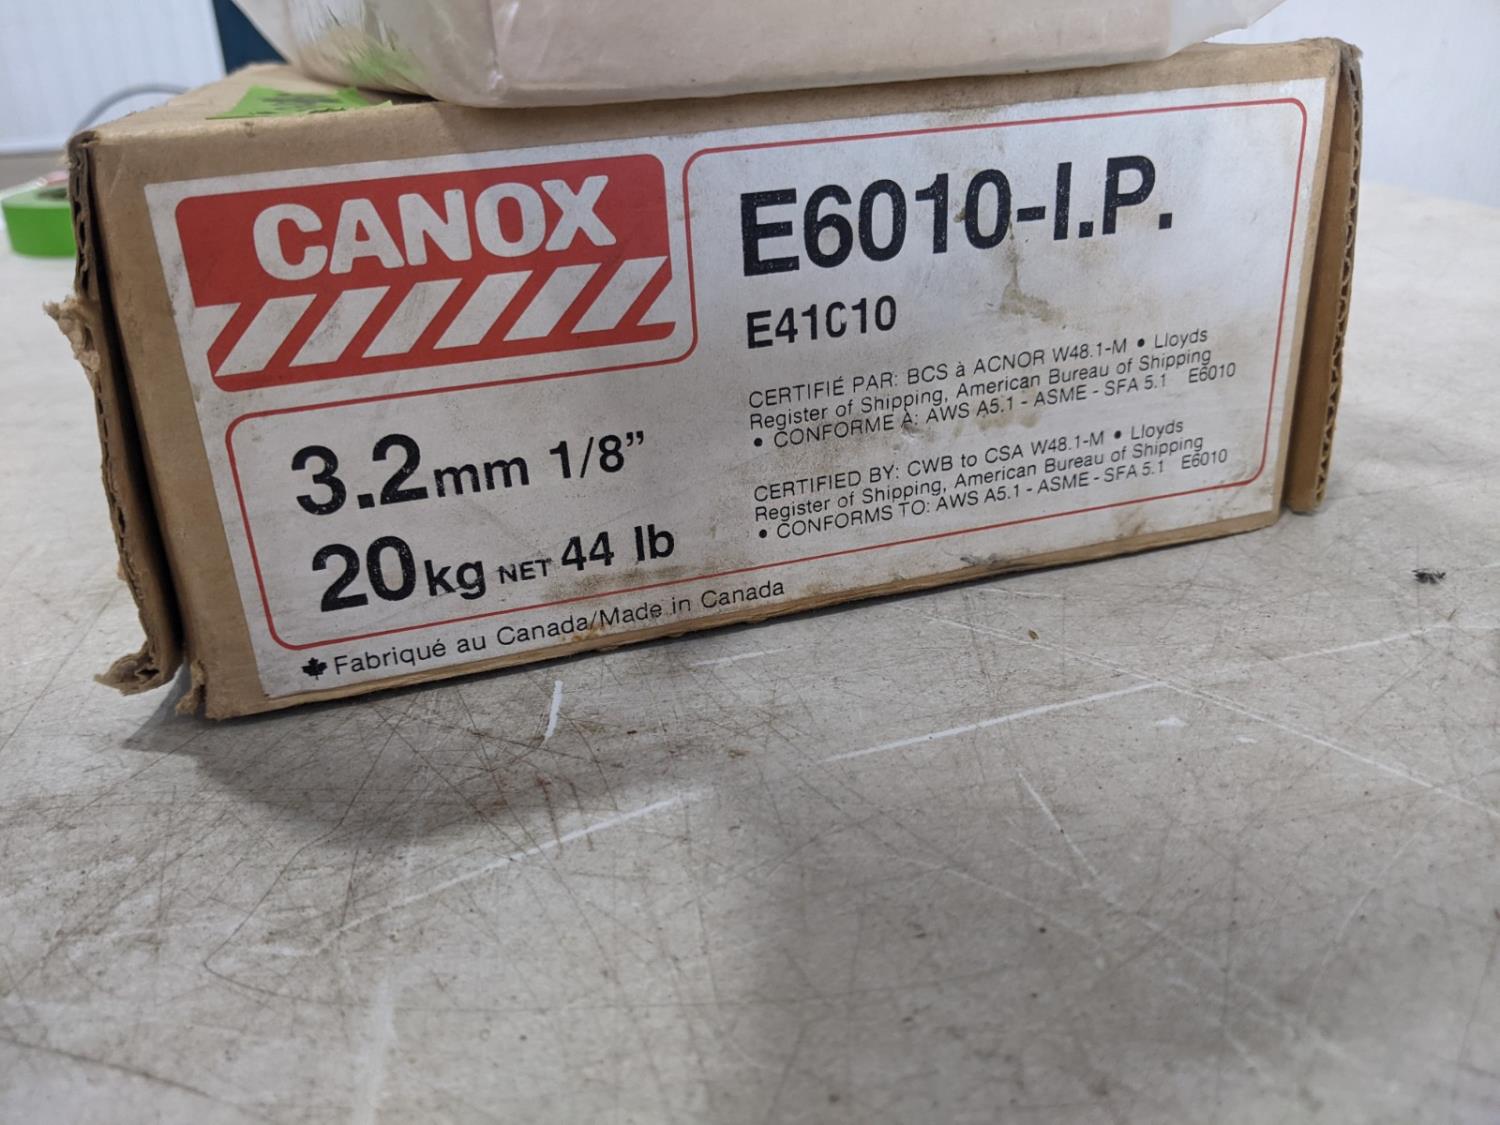 CANOX
E6010-I.P.
E41010
CERTIFIÉ PAR: BCS à ACNOR W48.1-M • Lloyds
Register of Shipping, American Bureau of Shipping
• CONFORME À: AWS A5.1 - ASME - SFA 5.1 E6010
CERTIFIED BY: CWB to CSA W48.1-M • Lloyds
Register of Shipping, American Bureau of Shipping
• CONFORMS TO: AWS A5.1 - ASME - SFA 5.1 E6010
3.2mm 1/8"
20kg NET 44 lb
Fabriqué au Canada/Made in Canada